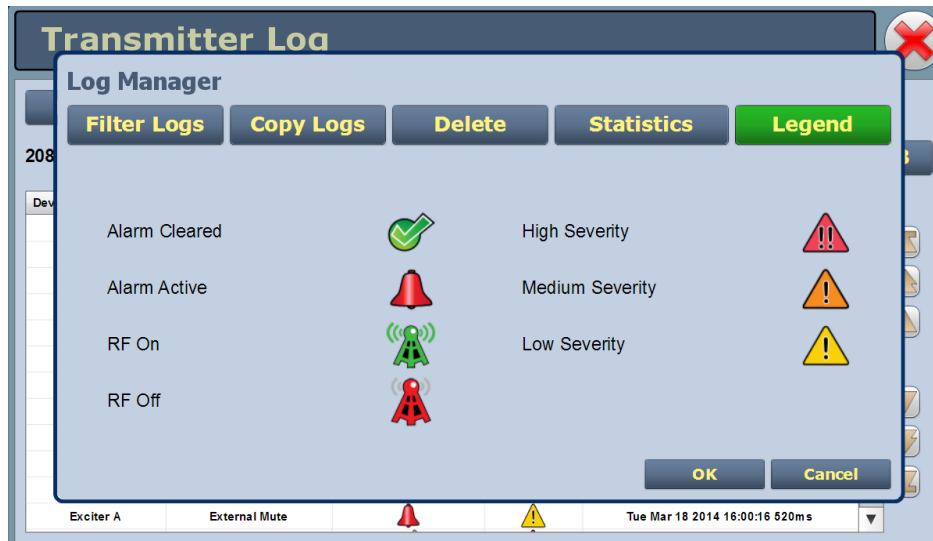 Transmitter Log
Log Manager
Filter Logs Copy Logs Delete Statistics Legend
208
Dev
Alarm Cleared High Severity
Alarm Active Medium Severity
RF On Low Severity
RF Off
OK Cancel
Exciter A External Mute Tue Mar 18 2014 16:00:16 520ms